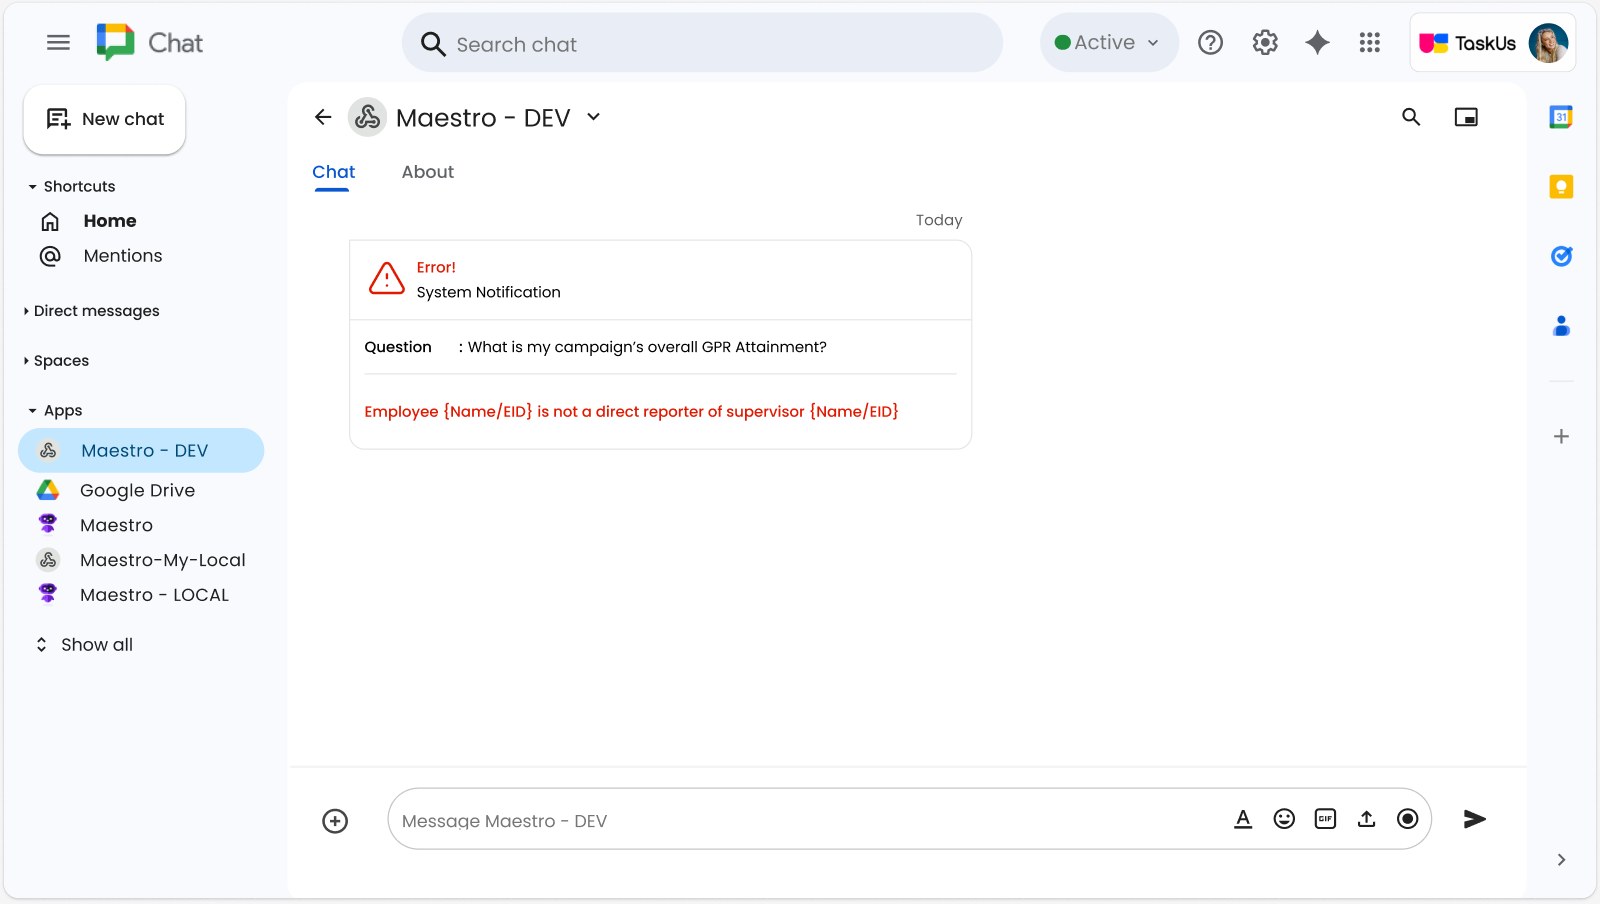 Chat
Search chat
Active
TaskUs
New chat
Shortcuts
Home
Mentions
Direct messages
Spaces
Apps
Maestro - DEV
Google Drive
Maestro
Maestro-My-Local
Maestro - LOCAL
Show all
Maestro - DEV
Chat About
Today
Error!
System Notification
Question : What is my campaign’s overall GPR Attainment?
Employee {Name/EID} is not a direct reporter of supervisor {Name/EID}
Message Maestro - DEV
GIF
31